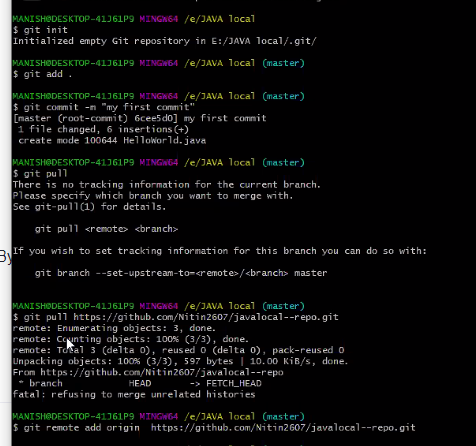 MANISH@DESKTOP-41J61P9 MINGW64 /e/JAVA local
$ git init
Initialized empty Git repository in E:/JAVA local/.git/
MANISH@DESKTOP-41J61P9 MINGW64 /e/JAVA local (master)
$ git add .
MANISH@DESKTOP-41J61P9 MINGW64 /e/JAVA local (master)
$ git commit -m "my first commit"
[master (root-commit) 6cee5d0] my first commit
1 file changed, 6 insertions(+)
create mode 100644 HelloWorld.java
MANISH@DESKTOP-41J61P9 MINGW64 /e/JAVA local (master)
$ git pull
There is no tracking information for the current branch.
Please specify which branch you want to merge with.
See git-pull(1) for details.
git pull <remote> <branch>
By
If you wish to set tracking information for this branch you can do so with:
git branch --set-upstream-to=<remote>/<branch> master
MANISH@DESKTOP-41J61P9 MINGW64 /e/JAVA local (master)
$ git pull https://github.com/Nitin2607/javalocal--repo.git
remote: Enumerating objects: 3, done.
remote: Counting objects: 100% (3/3), done.
remote: Total 3 (delta 0), reused 0 (delta 0), pack-reused 0
Unpacking objects: 100% (3/3), 597 bytes | 10.00 KiB/s, done.
From https://github.com/Nitin2607/javalocal--repo
* branch HEAD -> FETCH_HEAD
fatal: refusing to merge unrelated histories
MANISH@DESKTOP-41J61P9 MINGW64 /e/JAVA local (master)
$ git remote add origin https://github.com/Nitin2607/javalocal--repo.git